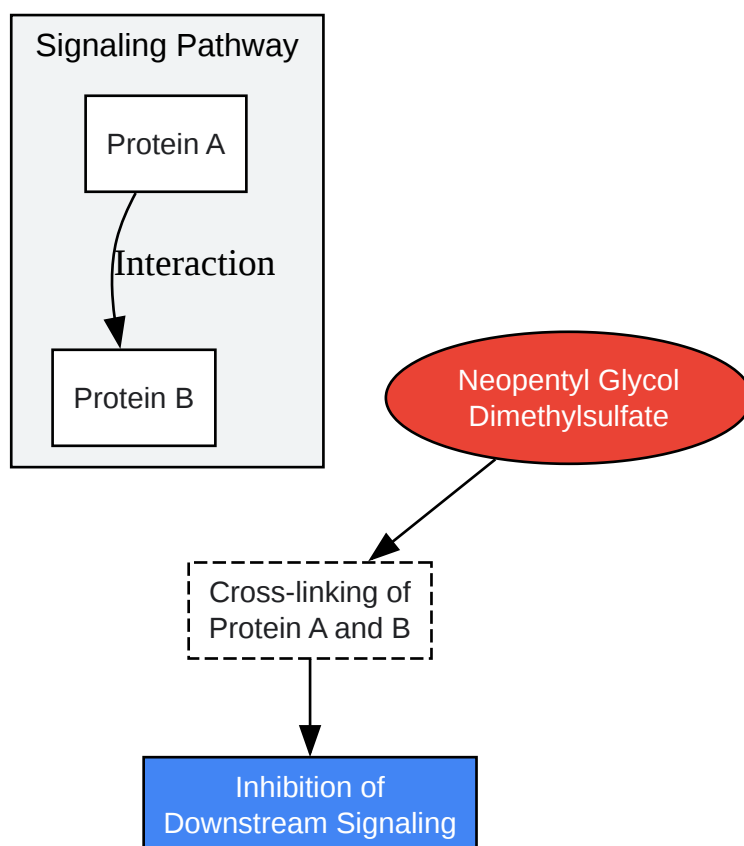 Signaling Pathway
Protein A
Interaction
Protein B
Neopentyl Glycol
Dimethylsulfate
Cross-linking of
Protein A and B
Inhibition of
Downstream Signaling